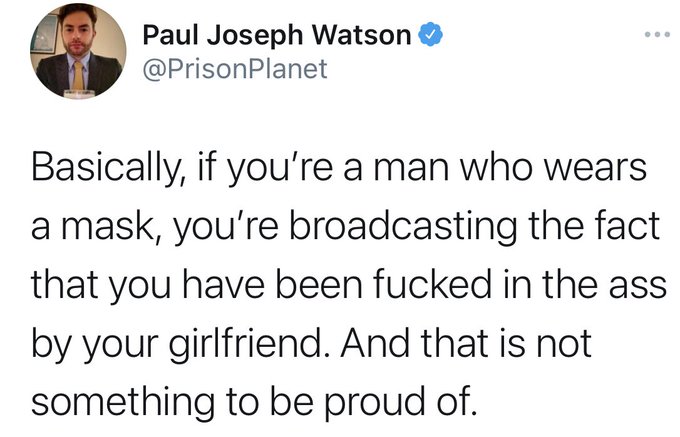 Paul Joseph Watson
@PrisonPlanet
Basically, if you’re a man who wears
a mask, you’re broadcasting the fact
that you have been fucked in the ass
by your girlfriend. And that is not
something to be proud of.